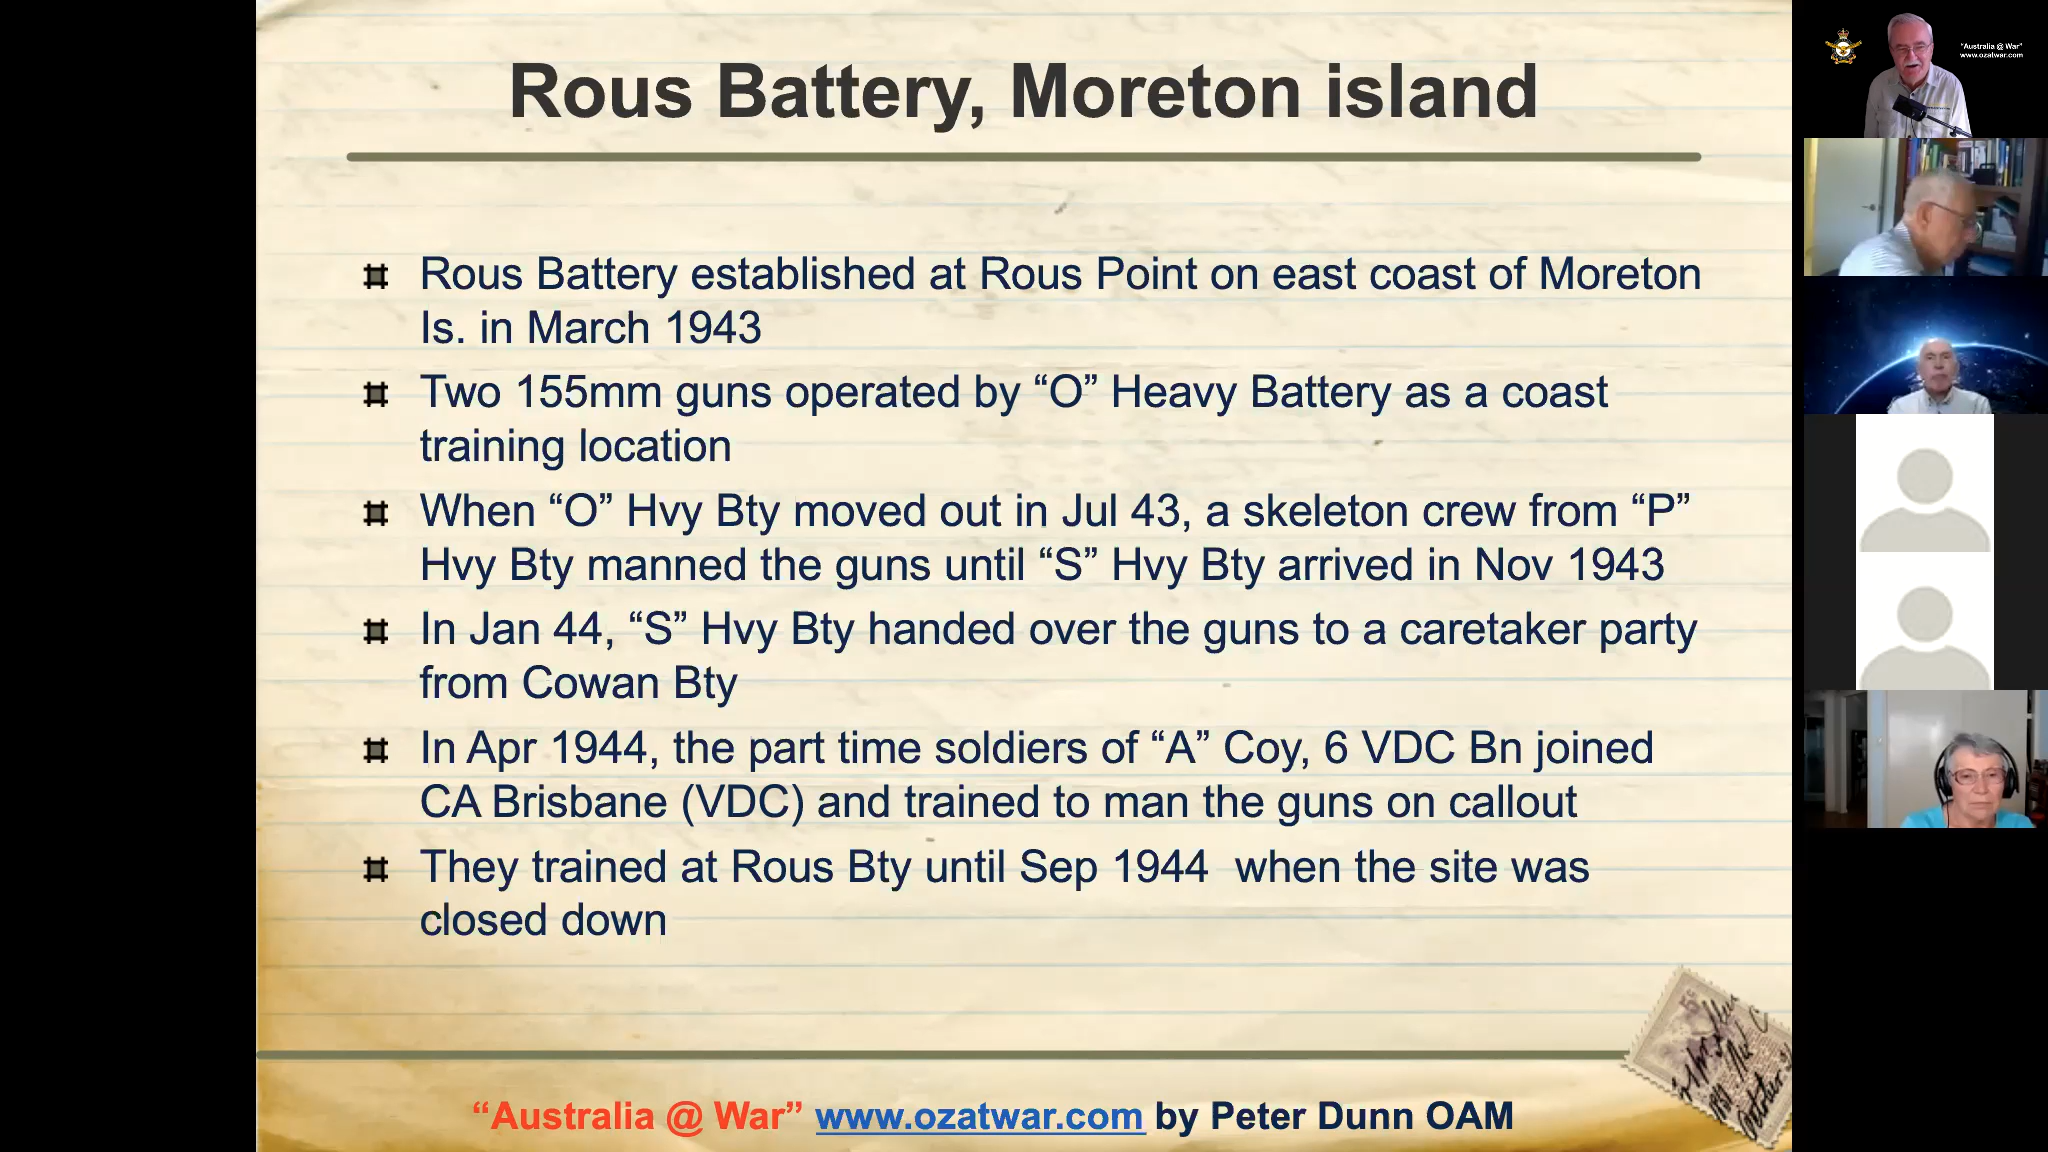 Rous Battery, Moreton island
Rous Battery established at Rous Point on east coast of Moreton
Is. in March 1943
Two 155mm guns operated by “O” Heavy Battery as a coast
training location
When “O” Hvy Bty moved out in Jul 43, a skeleton crew from “P”
Hvy Bty manned the guns until “S” Hvy Bty arrived in Nov 1943
In Jan 44, “S” Hvy Bty handed over the guns to a caretaker party
from Cowan Bty
In Apr 1944, the part time soldiers of “A” Coy, 6 VDC Bn joined
CA Brisbane (VDC) and trained to man the guns on callout
They trained at Rous Bty until Sep 1944 when the site was
closed down
“Australia @ War” www.ozatwar.com by Peter Dunn OAM
“Australia @ War”
www.ozatwar.com